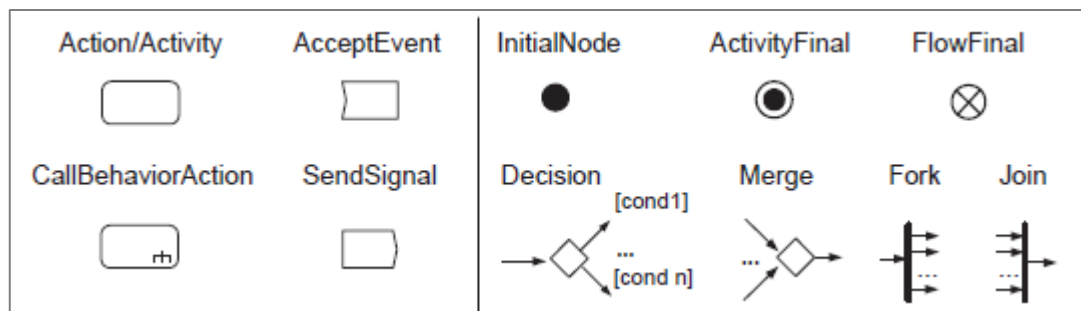 Action/Activity AcceptEvent InitialNode ActivityFinal FlowFinal
CallBehaviorAction SendSignal Decision Merge Fork Join
[cond1]
...
[cond n]
...
...
...
...